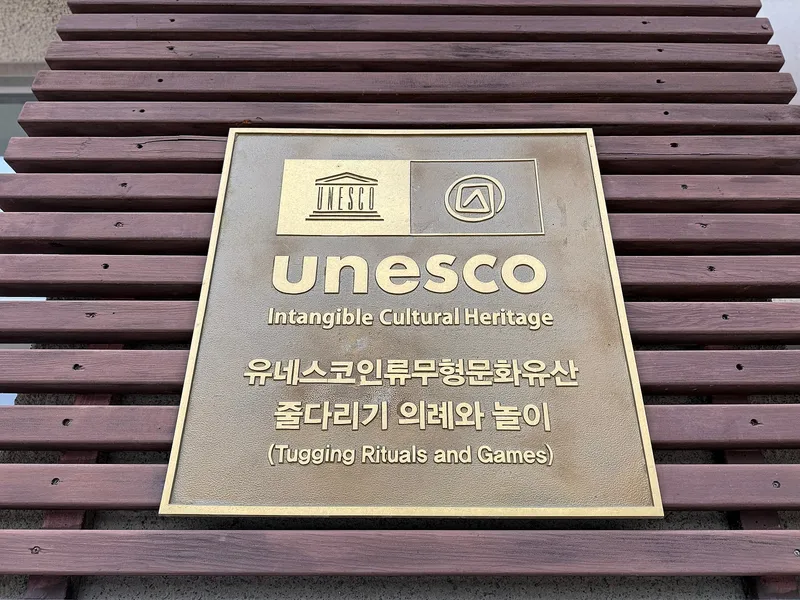 UNESCO
unesco
Intangible Cultural Heritage
유네스코인류무형문화유산
줄다리기 의례와 놀이
(Tugging Rituals and Games)